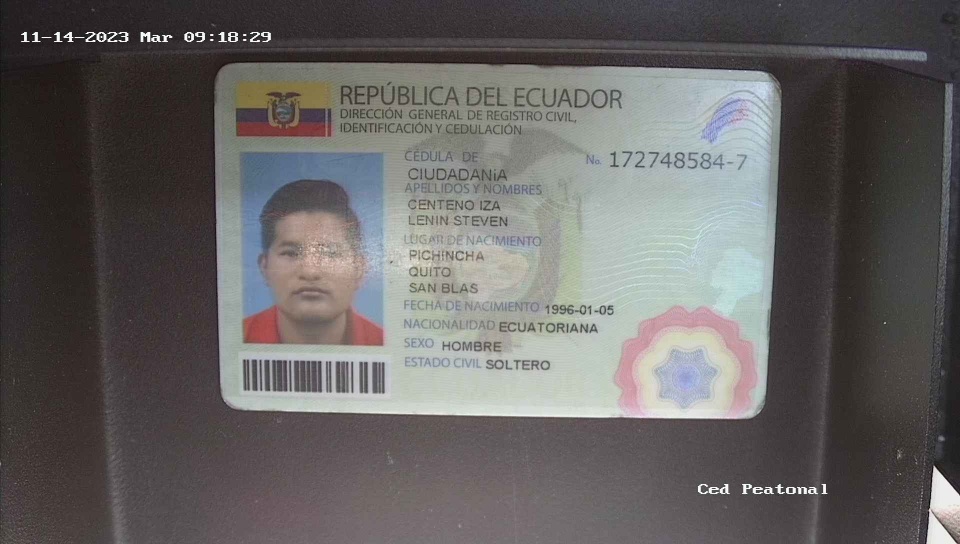 11-14-2023 Mar 09:18:29
REPÚBLICA DEL ECUADOR
DIRECCIÓN GENERAL DE REGISTRO CIVIL,
IDENTIFICACIÓN Y CEDULACIÓN
CÉDULA DE No. 172748584-7
CIUDADANíA
APELLIDOS Y NOMBRES
CENTENO IZA
LENIN STEVEN
LUGAR DE NACIMIENTO
PICHINCHA
QUITO
SAN BLAS
FECHA DE NACIMIENTO 1996-01-05
NACIONALIDAD ECUATORIANA
SEXO HOMBRE
ESTADO CIVIL SOLTERO
Ced Peatonal